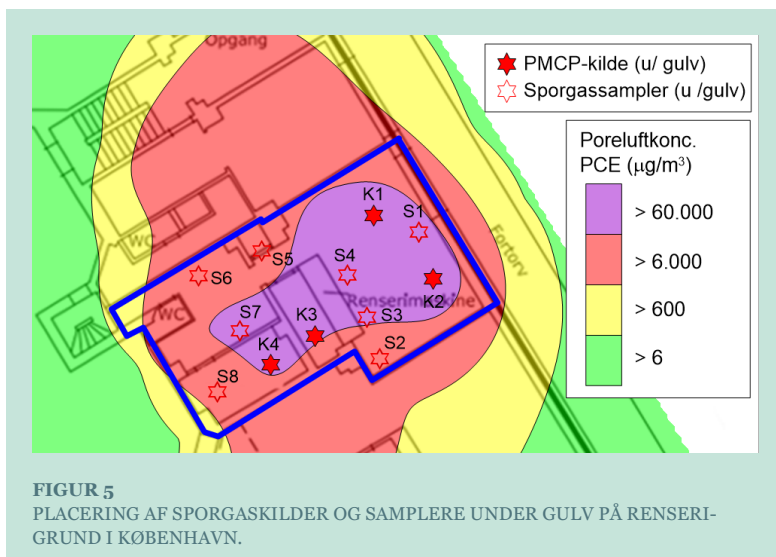 Opgang
PMCP-kilde (u/ gulv)
Sporgassampler (u /gulv)
Poreluftkonc.
PCE (µg/m³)
> 60.000
> 6.000
> 600
> 6
K1
S1
WC
S5
S4
Fortorv
S6
K2
Renserimaskine
WC
S7
K3
S3
K4
S2
S8
FIGUR 5
PLACERING AF SPORGASKILDER OG SAMPLERE UNDER GULV PÅ RENSERI-
GRUND I KØBENHAVN.